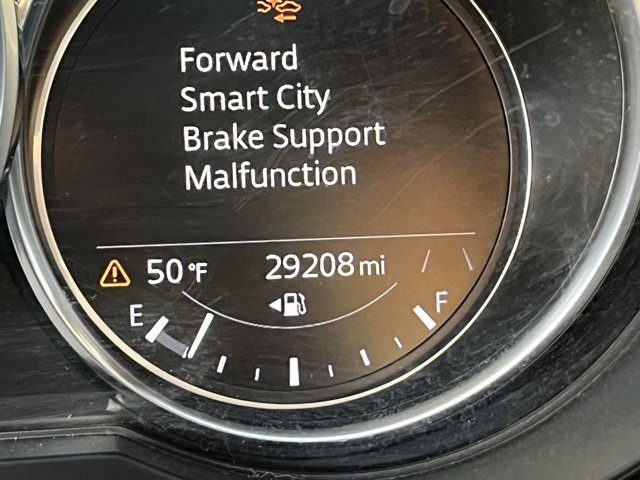 Forward
Smart City
Brake Support
Malfunction
50 °F 29208 mi
E F